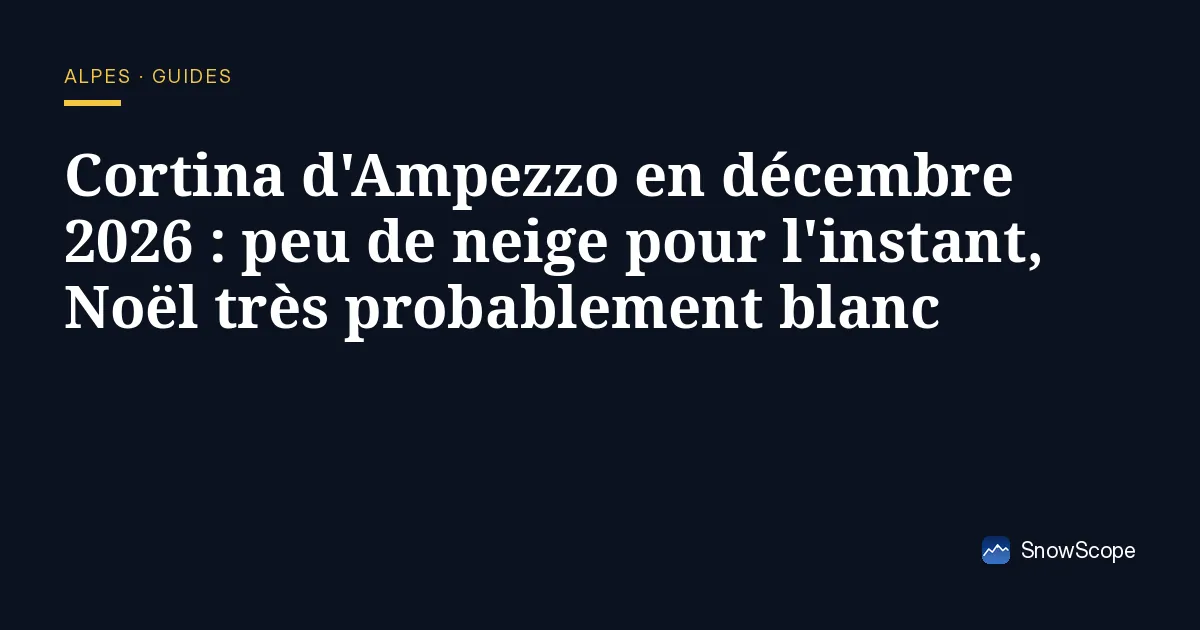 ALPES · GUIDES
Cortina d'Ampezzo en décembre
2026 : peu de neige pour l'instant,
Noël très probablement blanc
SnowScope